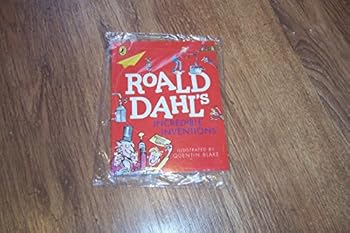 ROALD
DAHL'S
INCREDIBLE
INVENTIONS
ILLUSTRATED BY
QUENTIN BLAKE